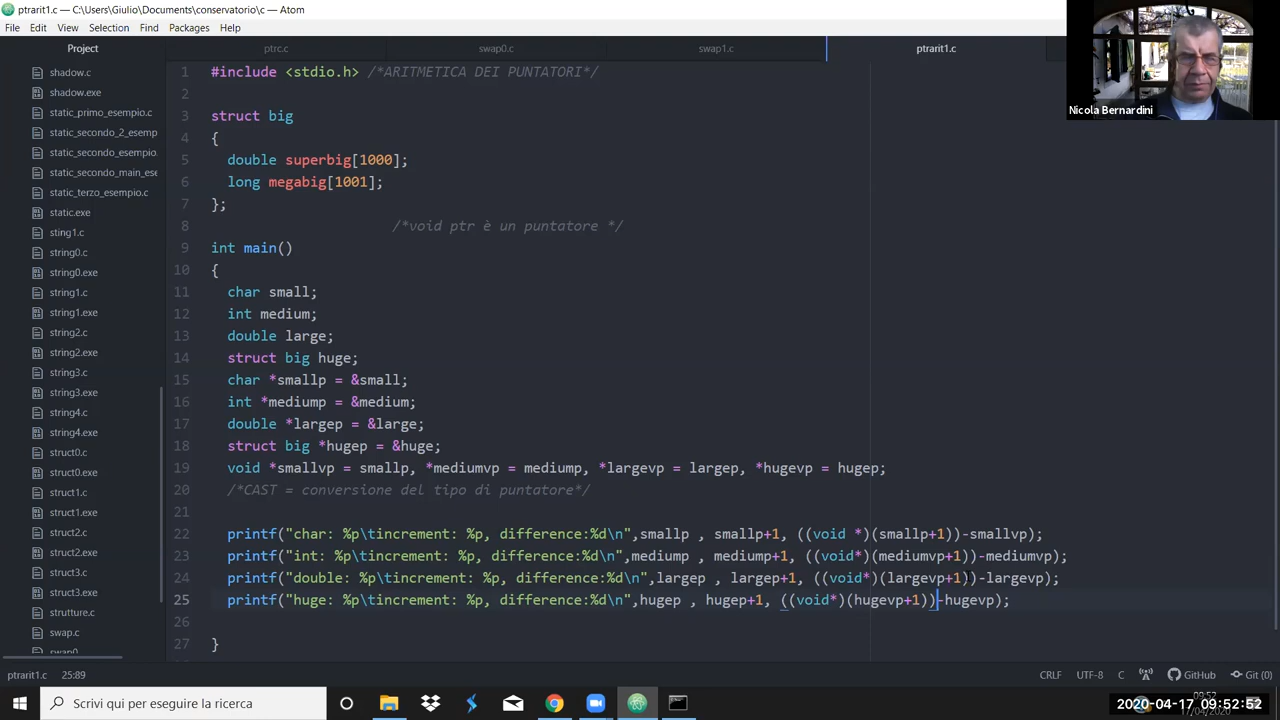 ptrarit1.c — C:\Users\Giulio\Documents\conservatorio\c — Atom
File Edit View Selection Find Packages Help
Project
ptrc.c
swap0.c
swap1.c
ptrarit1.c
Nicola Bernardini
shadow.c
shadow.exe
static_primo_esempio.c
static_secondo_2_esemp
static_secondo_esempio.
static_secondo_main_ese
static_terzo_esempio.c
static.exe
sting1.c
string0.c
string0.exe
string1.c
string1.exe
string2.c
string2.exe
string3.c
string3.exe
string4.c
string4.exe
struct0.c
struct0.exe
struct1.c
struct1.exe
struct2.c
struct2.exe
struct3.c
struct3.exe
structure.c
swap.c
swap0
1 #include <stdio.h> /*ARITMETICA DEI PUNTATORI*/
2
3 struct big
4 {
5 double superbig[1000];
6 long megabig[1001];
7 };
8 /*void ptr è un puntatore */
9 int main()
10 {
11 char small;
12 int medium;
13 double large;
14 struct big huge;
15 char *smallp = &small;
16 int *mediump = &medium;
17 double *largep = &large;
18 struct big *hugep = &huge;
19 void *smallvp = smallp, *mediumvp = mediump, *largevp = largep, *hugevp = hugep;
20 /*CAST = conversione del tipo di puntatore*/
21
22 printf("char: %p\tincrement: %p, difference:%d\n",smallp , smallp+1, ((void *)(smallp+1))-smallvp);
23 printf("int: %p\tincrement: %p, difference:%d\n",mediump , mediump+1, ((void*)(mediumvp+1))-mediumvp);
24 printf("double: %p\tincrement: %p, difference:%d\n",largep , largep+1, ((void*)(largevp+1))-largevp);
25 printf("huge: %p\tincrement: %p, difference:%d\n",hugep , hugep+1, ((void*)(hugevp+1))-hugevp);
26
27 }
ptrarit1.c 25:89
CRLF UTF-8 C GitHub Git (0)
Scrivi qui per eseguire la ricerca
09:52
17/04/2020
2020-04-17 09:52:52